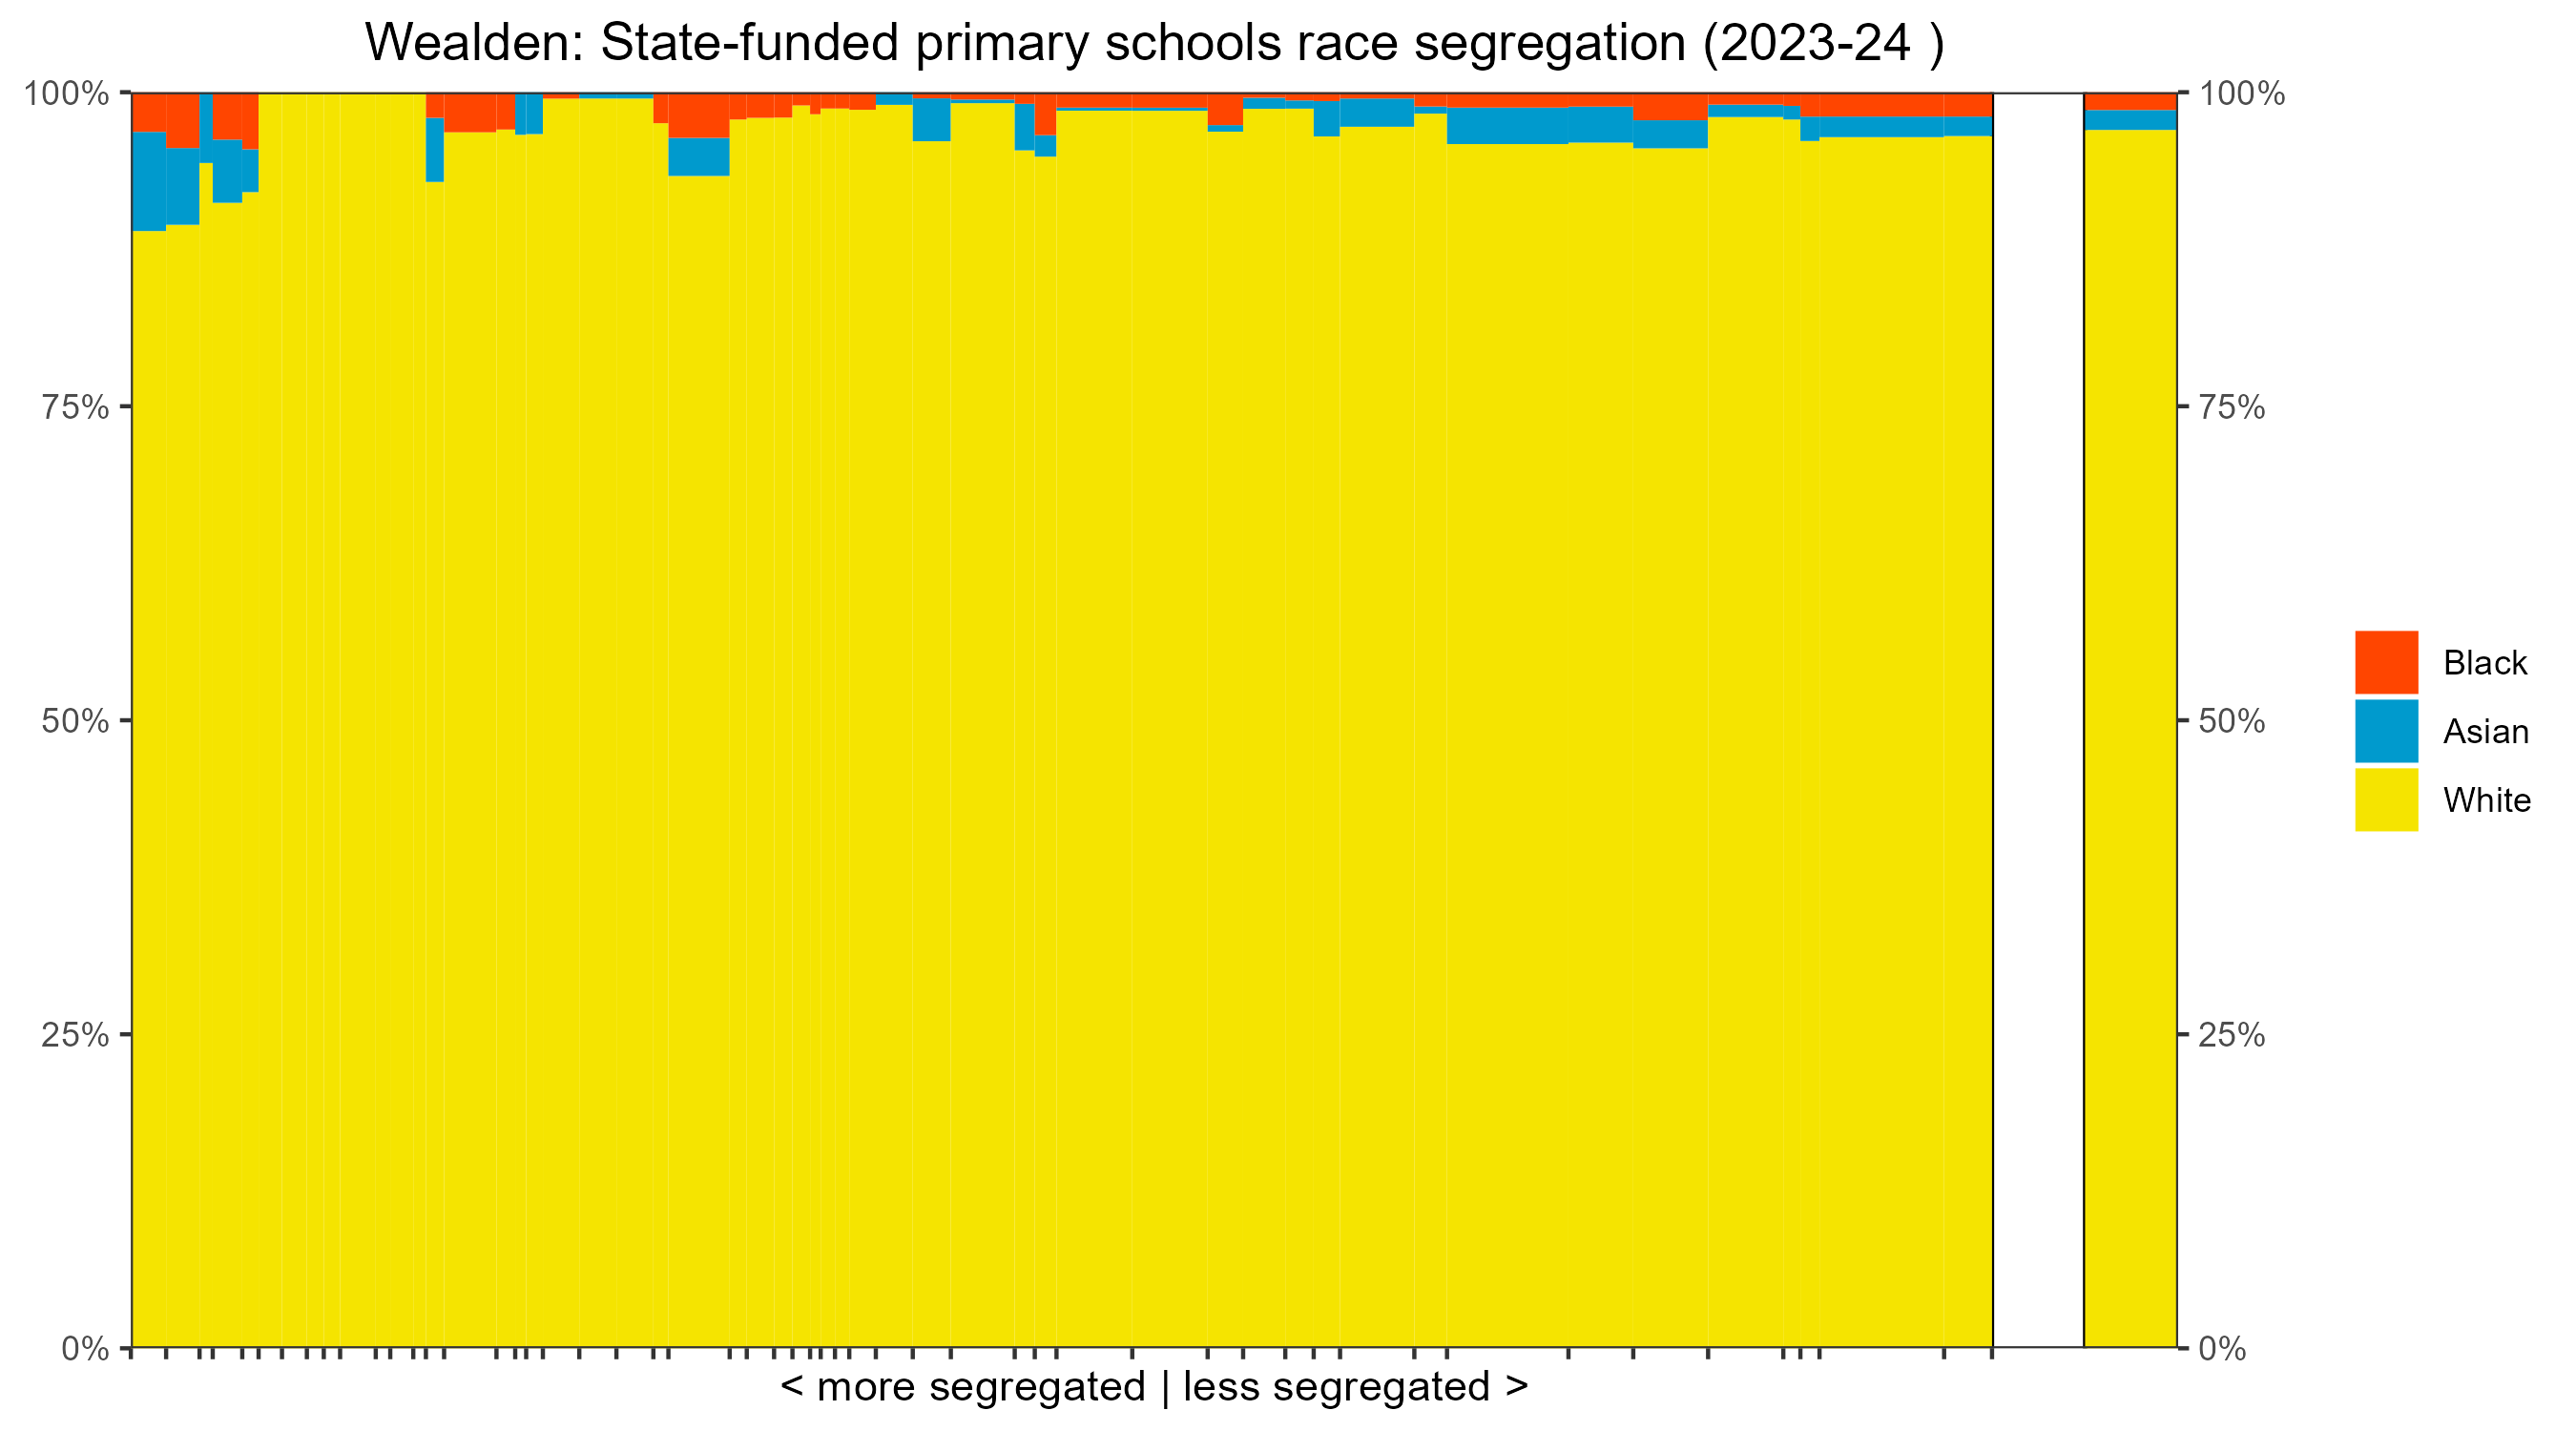 Wealden: State-funded primary schools race segregation (2023-24 )
100%
75%
50%
25%
0%
100%
75%
50%
25%
0%
Black
Asian
White
< more segregated | less segregated >